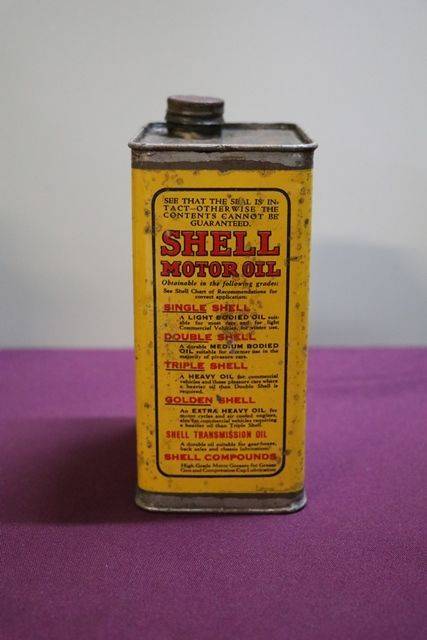 SEE THAT THE SEAL IS IN-
TACT—OTHERWISE THE
CONTENTS CANNOT BE
GUARANTEED.
SHELL
MOTOR OIL
Obtainable in the following grades:
See Shell Chart of Recommendations for
correct application:
SINGLE SHELL
A LIGHT BODIED OIL suit-
able for most cars and for light
Commercial Vehicles, for winter use.
DOUBLE SHELL
A durable MEDIUM BODIED
OIL suitable for summer use in the
majority of pleasure cars.
TRIPLE SHELL
A HEAVY OIL for commercial
vehicles and those pleasure cars where
a heavier oil than Double Shell is
required.
GOLDEN SHELL
An EXTRA HEAVY OIL for
motor cycles and air cooled engines,
also for commercial vehicles requiring
a heavier oil than Triple Shell.
SHELL TRANSMISSION OIL
A durable oil suitable for gear-boxes,
back axles and chassis lubrication.
SHELL COMPOUNDS
High Grade Motor Greases for Grease
Gun and Compression Cup Lubrication